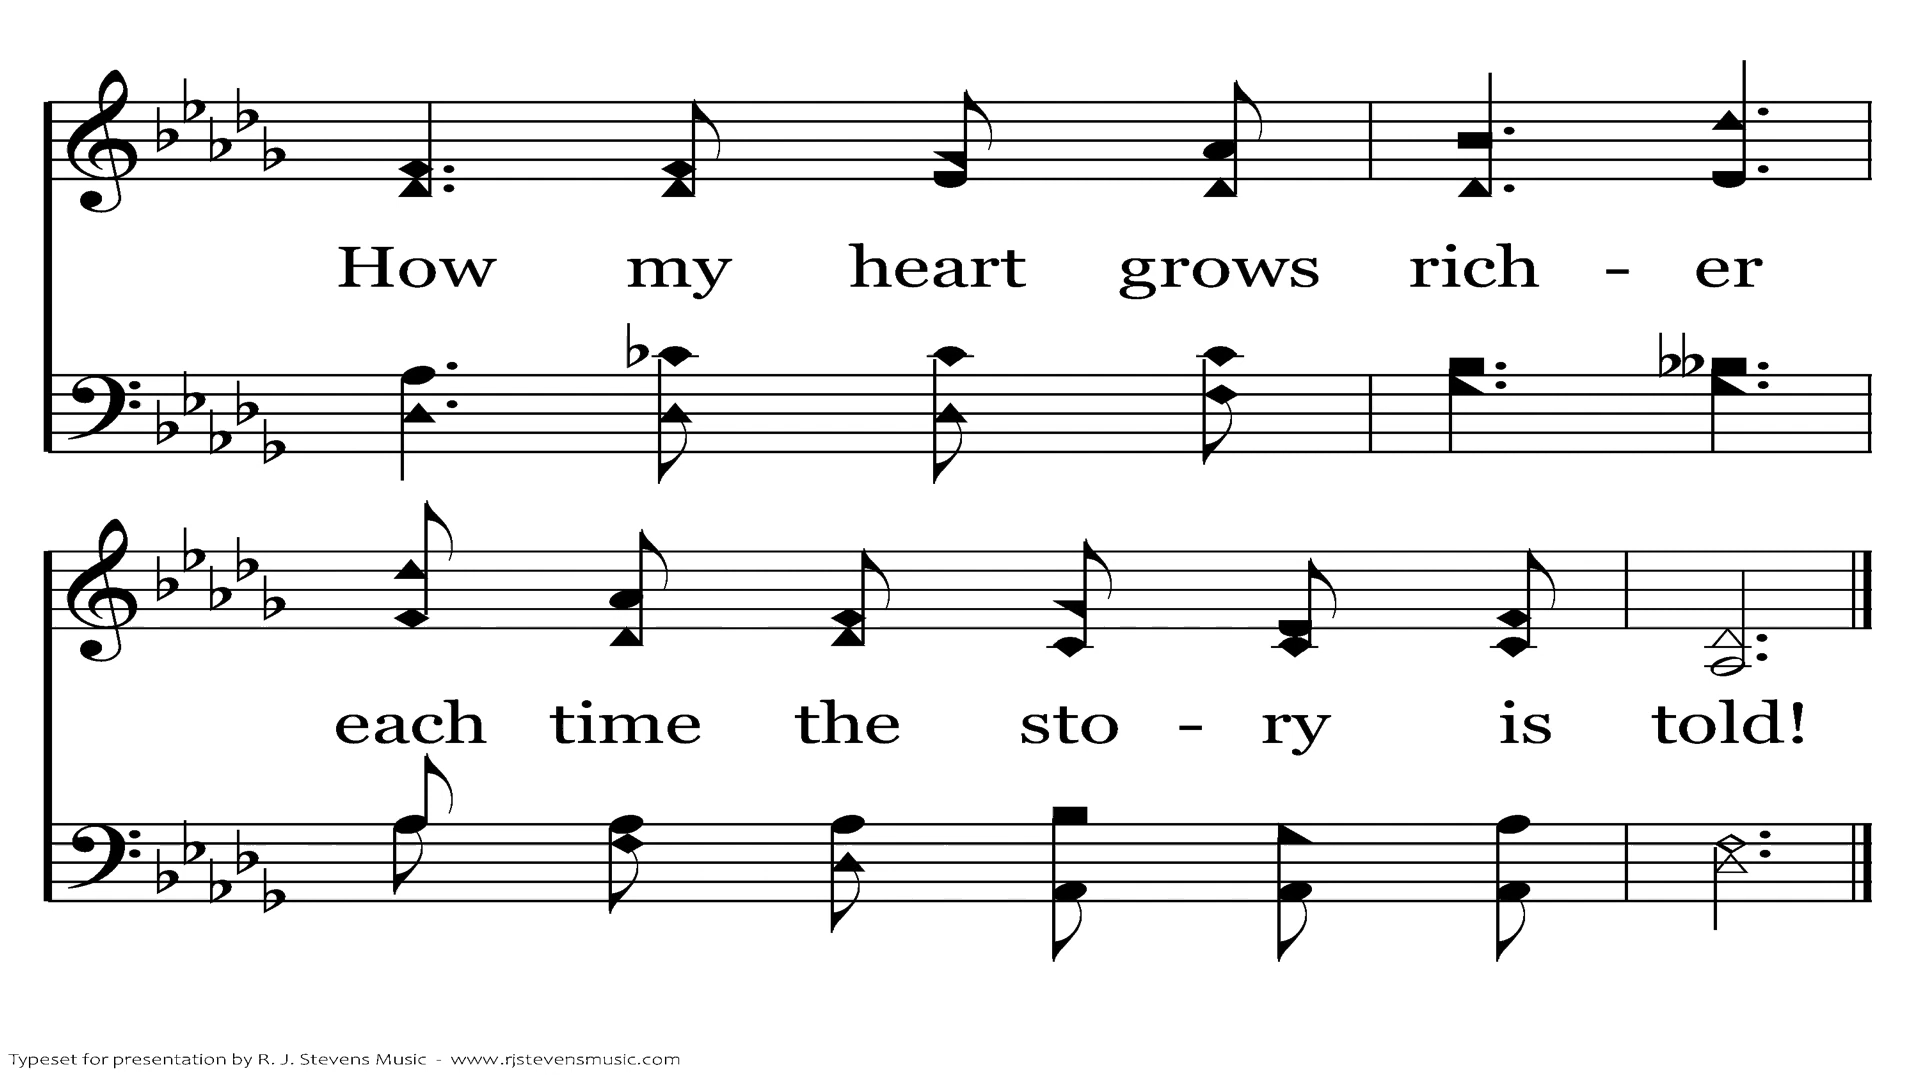 How my heart grows rich - er
each time the sto - ry is told!
Typeset for presentation by R. J. Stevens Music - www.rjstevensmusic.com